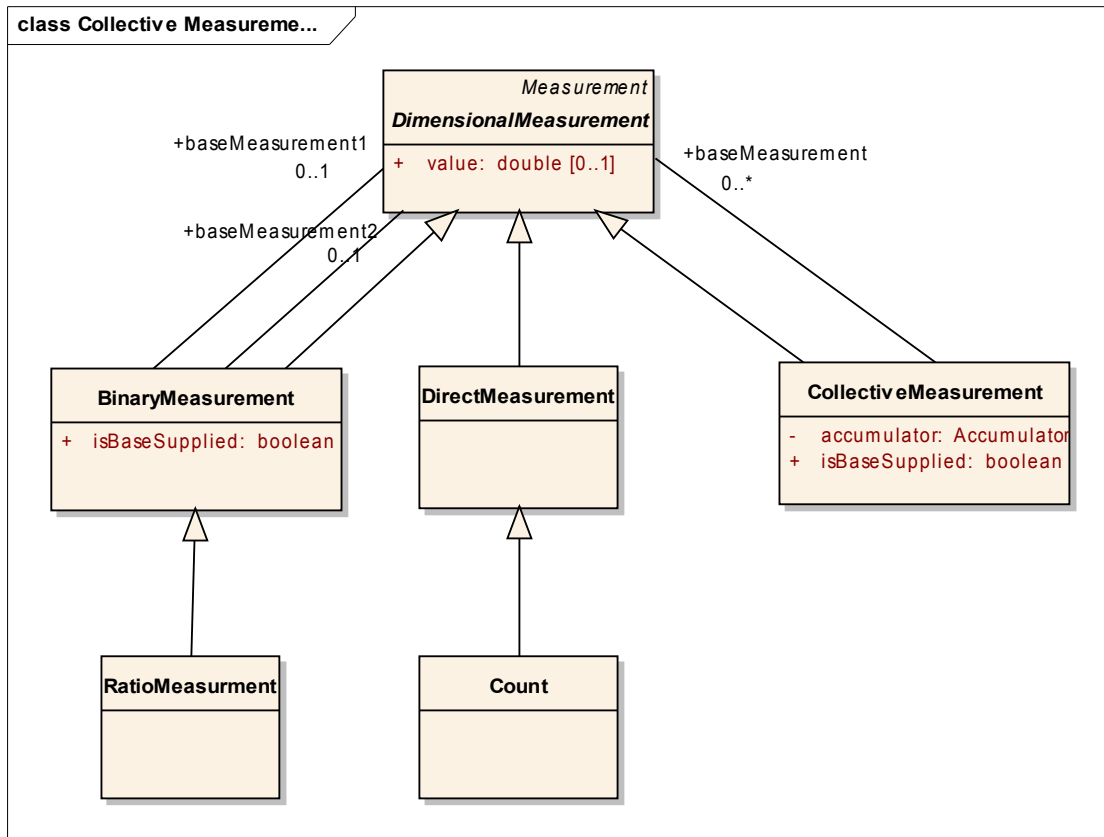 class Collective Measureme...
Measurement
DimensionalMeasurement
+ value: double [0..1]
+baseMeasurement1
0..1
+baseMeasurement
0..*
+baseMeasurement2
0..1
BinaryMeasurement
+ isBaseSupplied: boolean
DirectMeasurement
CollectiveMeasurement
- accumulator: Accumulator
+ isBaseSupplied: boolean
RatioMeasurment
Count